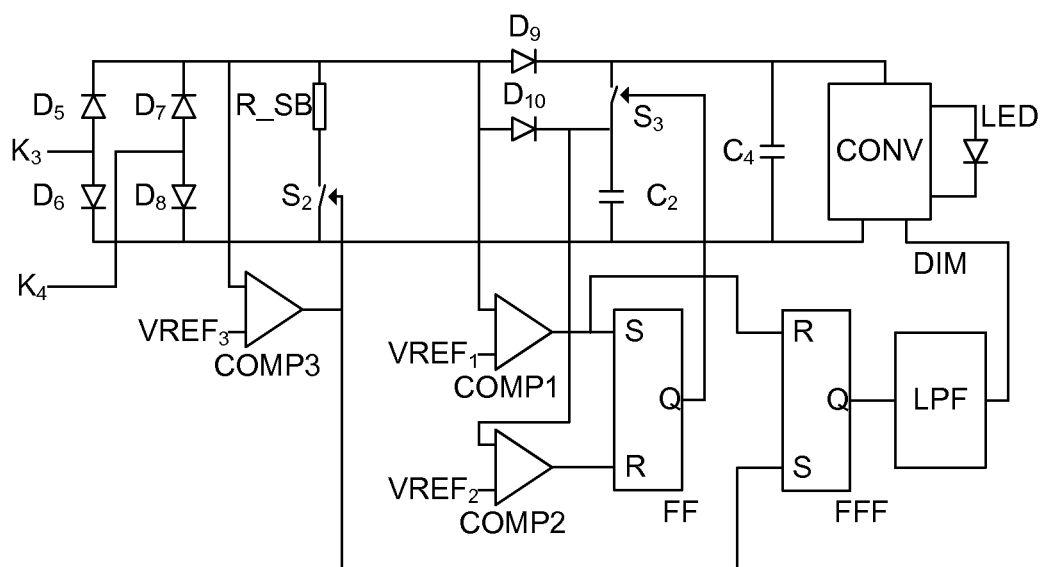 D9
D5
D7
R_SB
D10
S3
LED
K3
C4
CONV
D6
D8
S2
C2
K4
DIM
VREF3
COMP3
VREF1
COMP1
S
Q
R
R
Q
S
LPF
VREF2
COMP2
FF
FFF